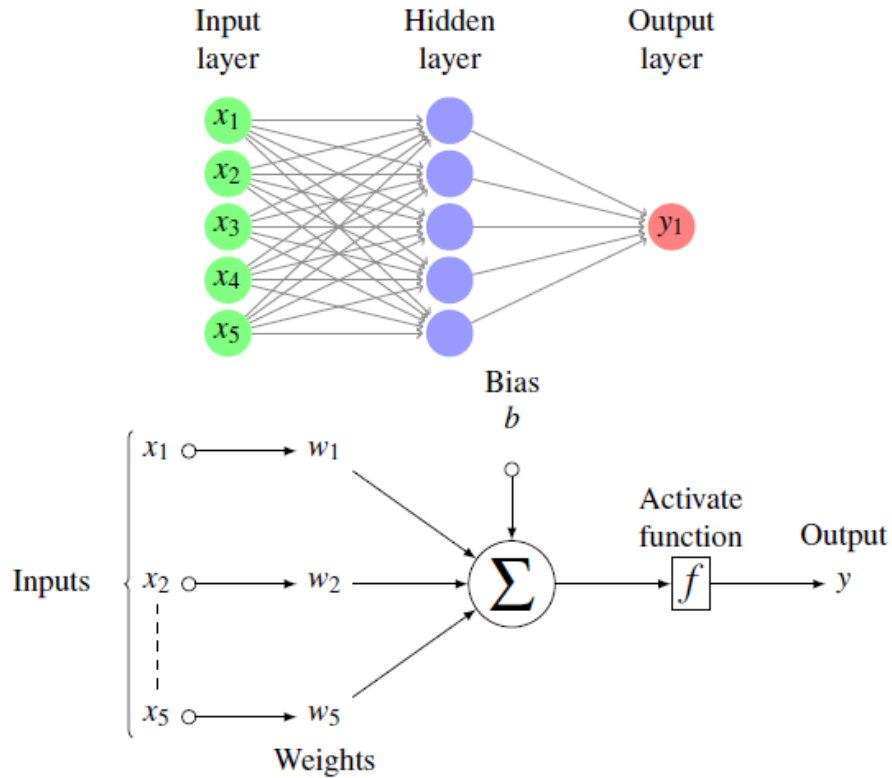 Input layer
Hidden layer
Output layer
x1
x2
x3
x4
x5
y1
Bias
b
x1
w1
Activate function
Output
Inputs
x2
w2
∑
f
y
x5
w5
Weights